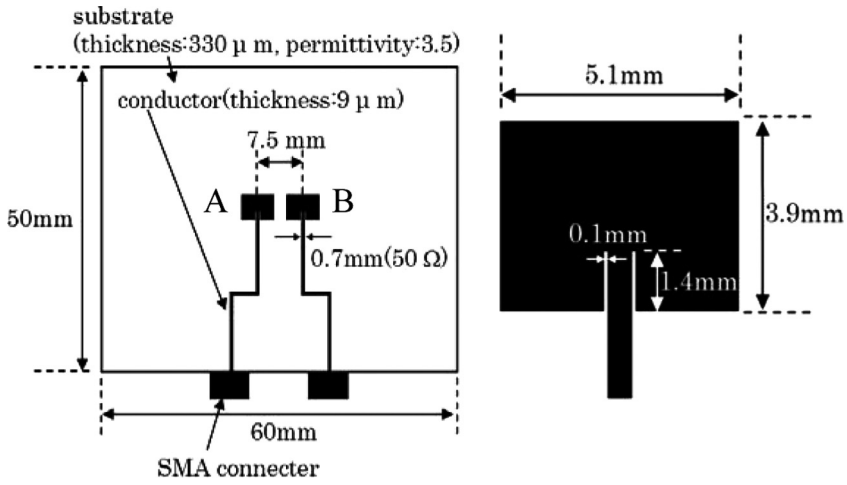 substrate
(thickness:330 μ m, permittivity:3.5)
conductor(thickness:9 μ m)
7.5 mm
A
B
50mm
0.7mm(50 Ω)
60mm
SMA connecter
5.1mm
3.9mm
0.1mm
1.4mm